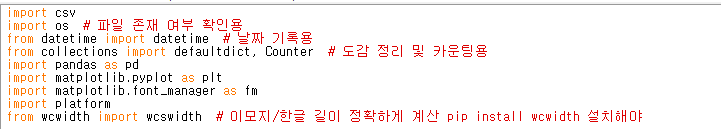 import csv
import os  # 파일 존재 여부 확인용
from datetime import datetime  # 날짜 기록용
from collections import defaultdict, Counter  # 도감 정리 및 카운팅용
import pandas as pd
import matplotlib.pyplot as plt
import matplotlib.font_manager as fm
import platform
from wcwidth import wcswidth  # 이모지/한글 길이 정확하게 계산 pip install wcwidth 설치해야